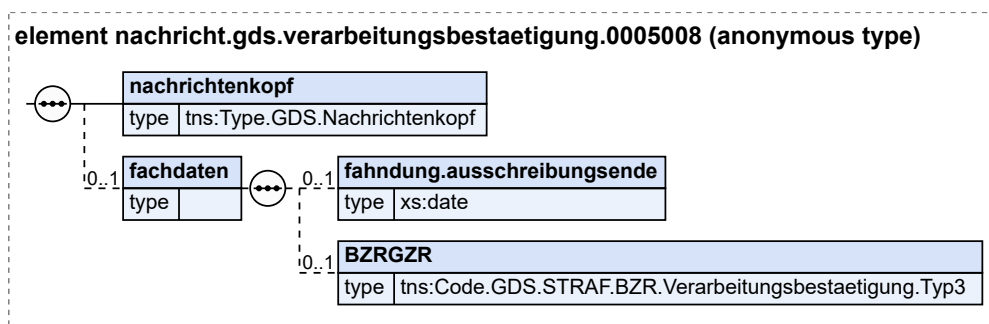 element nachricht.gds.verarbeitungsbestaetigung.0005008 (anonymous type)
nachrichtenkopf
type tns:Type.GDS.Nachrichtenkopf
0..1 fachdaten
type
0..1 fahndung.ausschreibungsende
type xs:date
0..1 BZRGZR
type tns:Code.GDS.STRAF.BZR.Verarbeitungsbestaetigung.Typ3